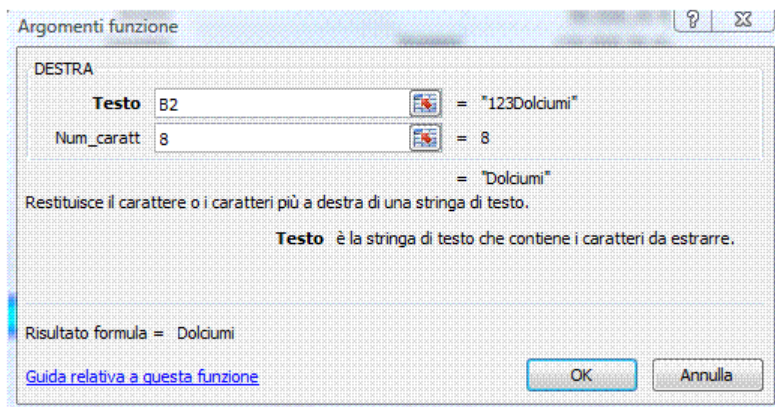 Argomenti funzione
DESTRA
Testo B2 = "123Dolciumi"
Num_caratt 8 = 8
= "Dolciumi"
Restituisce il carattere o i caratteri più a destra di una stringa di testo.
Testo è la stringa di testo che contiene i caratteri da estrarre.
Risultato formula = Dolciumi
Guida relativa a questa funzione
OK Annulla